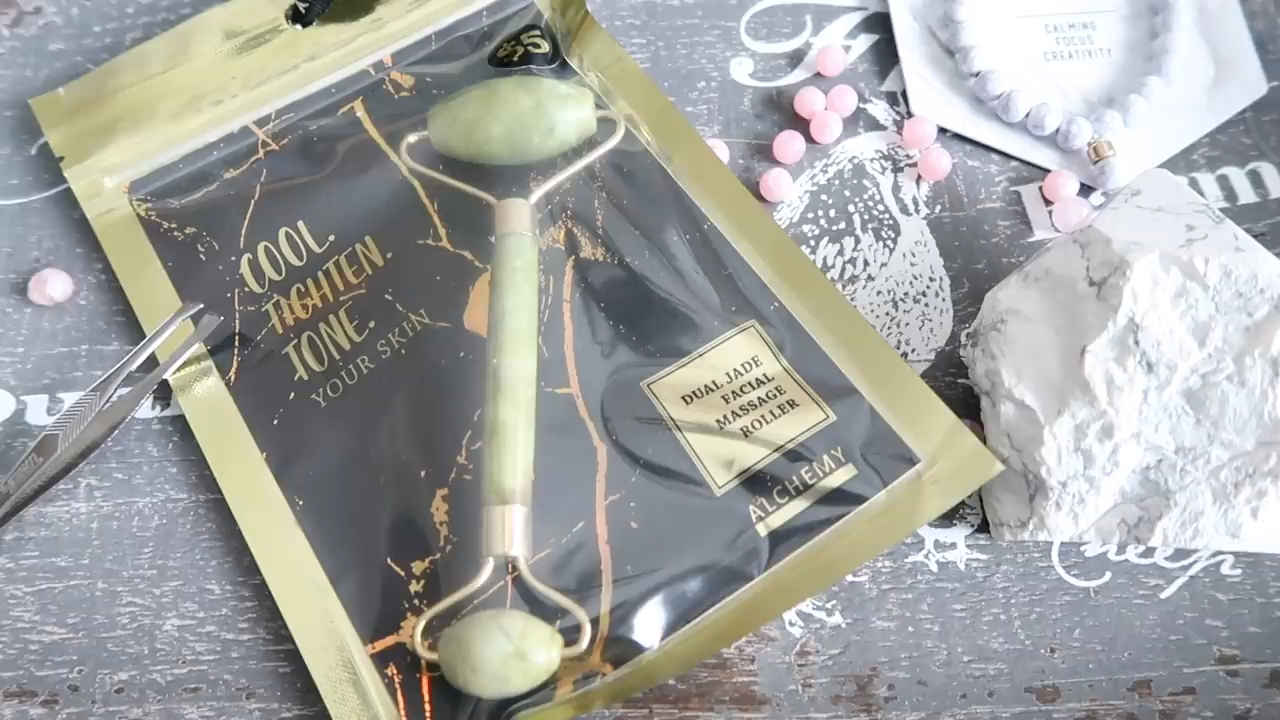 $5
CALMING
FOCUS
CREATIVITY
COOL.
TIGHTEN.
TONE.
YOUR SKIN
DUAL JADE
FACIAL
MASSAGE
ROLLER
ALCHEMY